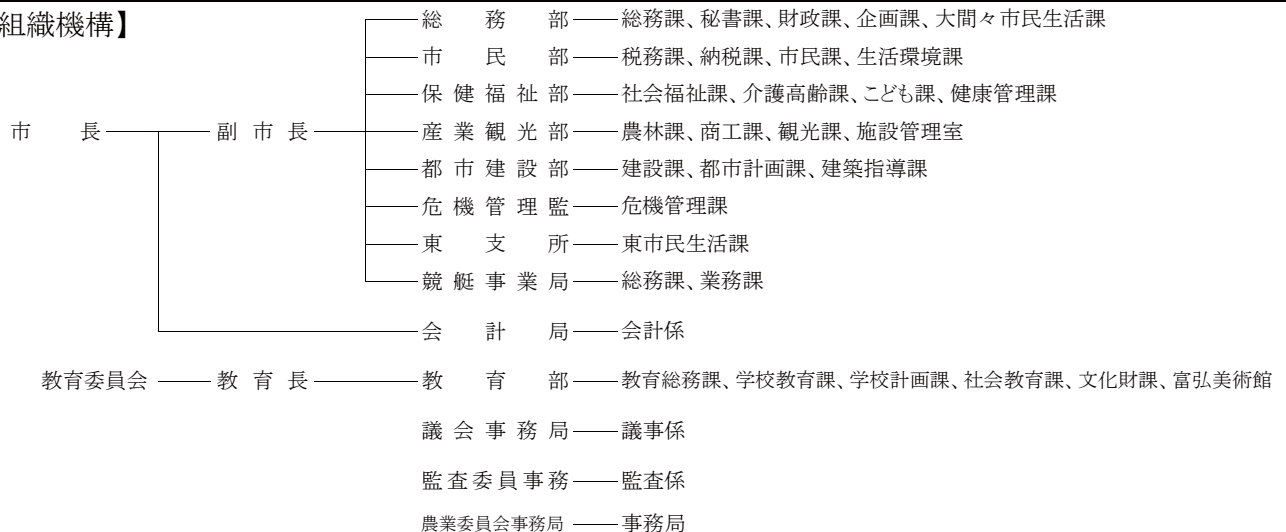 組織機構】
総務部 総務課、秘書課、財政課、企画課、大間々市民生活課
市民部 税務課、納税課、市民課、生活環境課
保健福祉部 社会福祉課、介護高齢課、こども課、健康管理課
市長 副市長 産業観光部 農林課、商工課、観光課、施設管理室
都市建設部 建設課、都市計画課、建築指導課
危機管理監 危機管理課
東支所 東市民生活課
競艇事業局 総務課、業務課
会計局 会計係
教育委員会 教育長 教育部 教育総務課、学校教育課、学校計画課、社会教育課、文化財課、富弘美術館
議会事務局 議事係
監査委員事務 監査係
農業委員会事務局 事務局